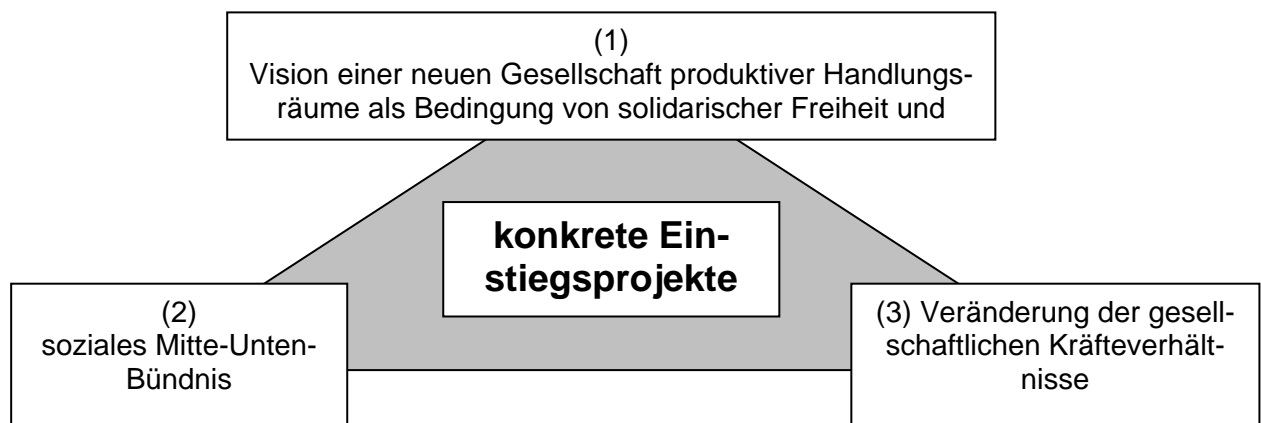 (1)
Vision einer neuen Gesellschaft produktiver Handlungs-
räume als Bedingung von solidarischer Freiheit und
konkrete Ein-
stiegsprojekte
(2)
soziales Mitte-Unten-
Bündnis
(3) Veränderung der gesell-
schaftlichen Kräfteverhält-
nisse